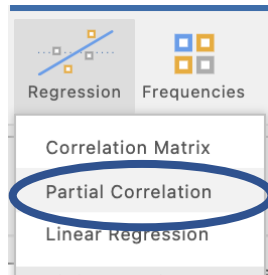 Regression Frequencies
Correlation Matrix
Partial Correlation
Linear Regression